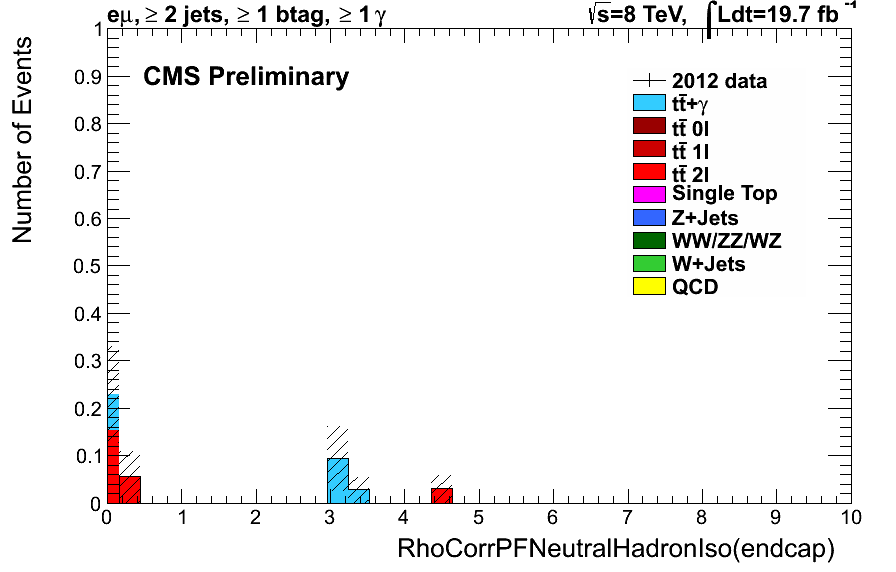 eμ, ≥ 2 jets, ≥ 1 btag, ≥ 1 γ
√s=8 TeV, ∫Ldt=19.7 fb⁻¹
CMS Preliminary
2012 data
tt̄+γ
tt̄ 0l
tt̄ 1l
tt̄ 2l
Single Top
Z+Jets
WW/ZZ/WZ
W+Jets
QCD
Number of Events
1
0.9
0.8
0.7
0.6
0.5
0.4
0.3
0.2
0.1
0
0 1 2 3 4 5 6 7 8 9 10
RhoCorrPFNeutralHadronIso(endcap)